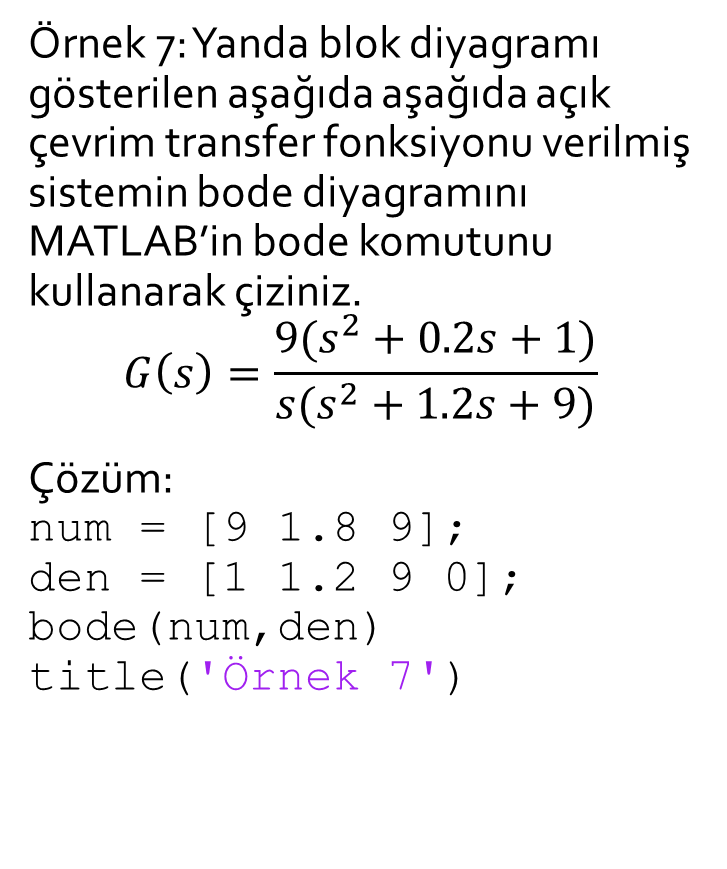 Örnek 7: Yanda blok diyagramı
gösterilen aşağıda aşağıda açık
çevrim transfer fonksiyonu verilmiş
sistemin bode diyagramını
MATLAB’in bode komutunu
kullanarak çiziniz.
G(s) = 9(s² + 0.2s + 1) / s(s² + 1.2s + 9)
Çözüm:
num = [9 1.8 9];
den = [1 1.2 9 0];
bode(num,den)
title('Örnek 7')